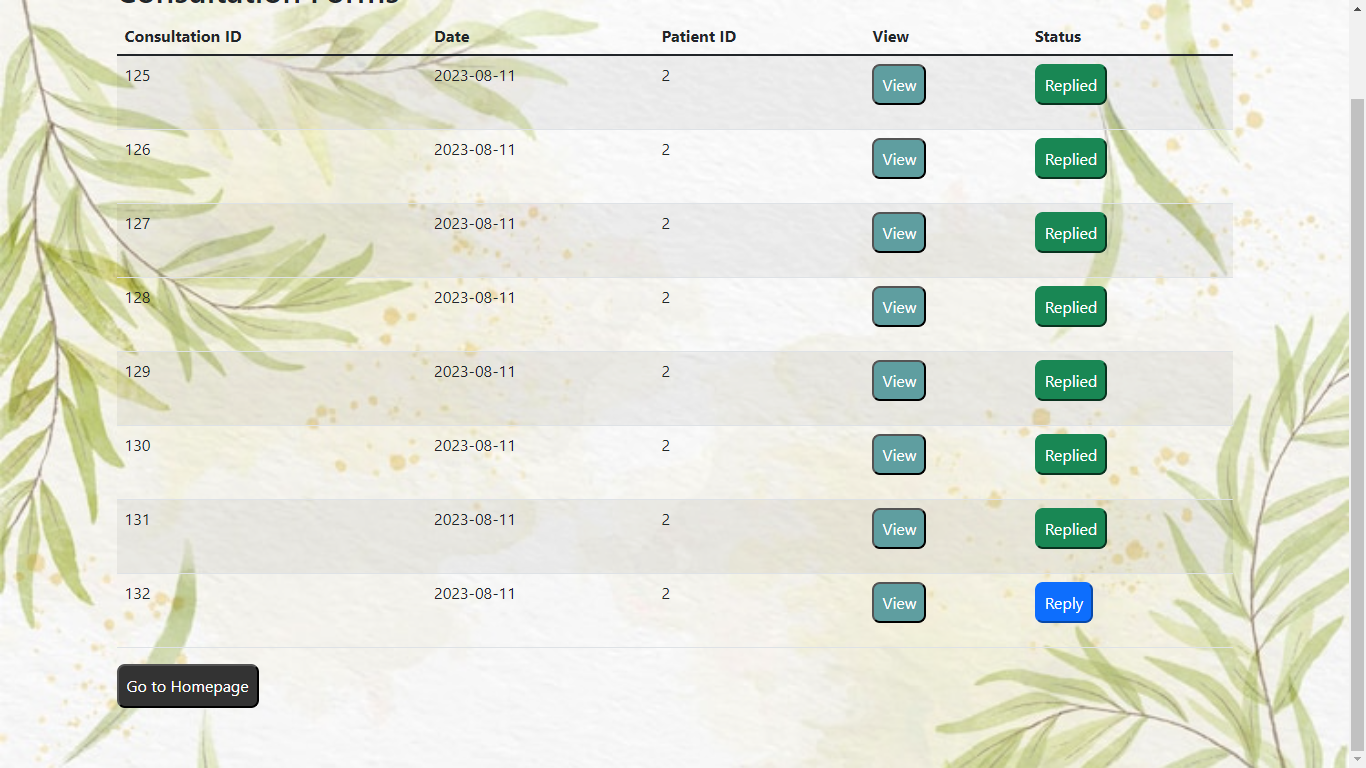 Consultation Forms
Consultation ID Date Patient ID View Status
125 2023-08-11 2 View Replied
126 2023-08-11 2 View Replied
127 2023-08-11 2 View Replied
128 2023-08-11 2 View Replied
129 2023-08-11 2 View Replied
130 2023-08-11 2 View Replied
131 2023-08-11 2 View Replied
132 2023-08-11 2 View Reply
Go to Homepage